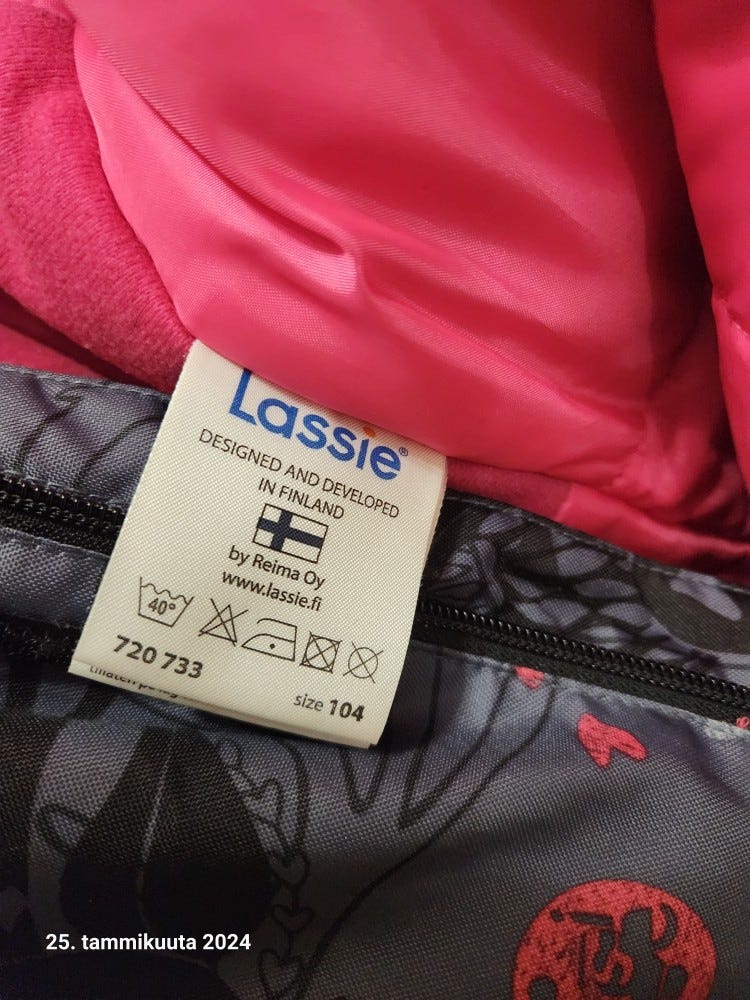 Lassie®
DESIGNED AND DEVELOPED
IN FINLAND
by Reima Oy
www.lassie.fi
40°
720 733
size 104
25. tammikuuta 2024